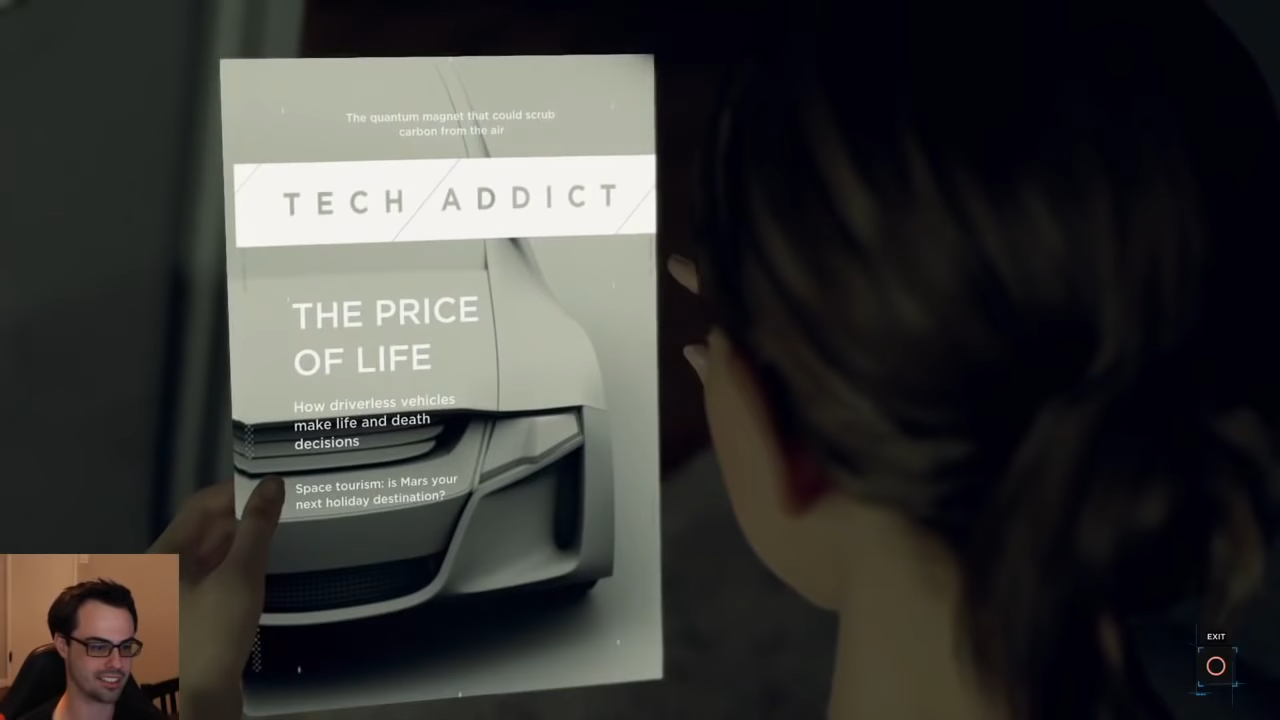 The quantum magnet that could scrub
carbon from the air
TECH ADDICT
THE PRICE
OF LIFE
How driverless vehicles
make life and death
decisions
Space tourism: is Mars your
next holiday destination?
EXIT